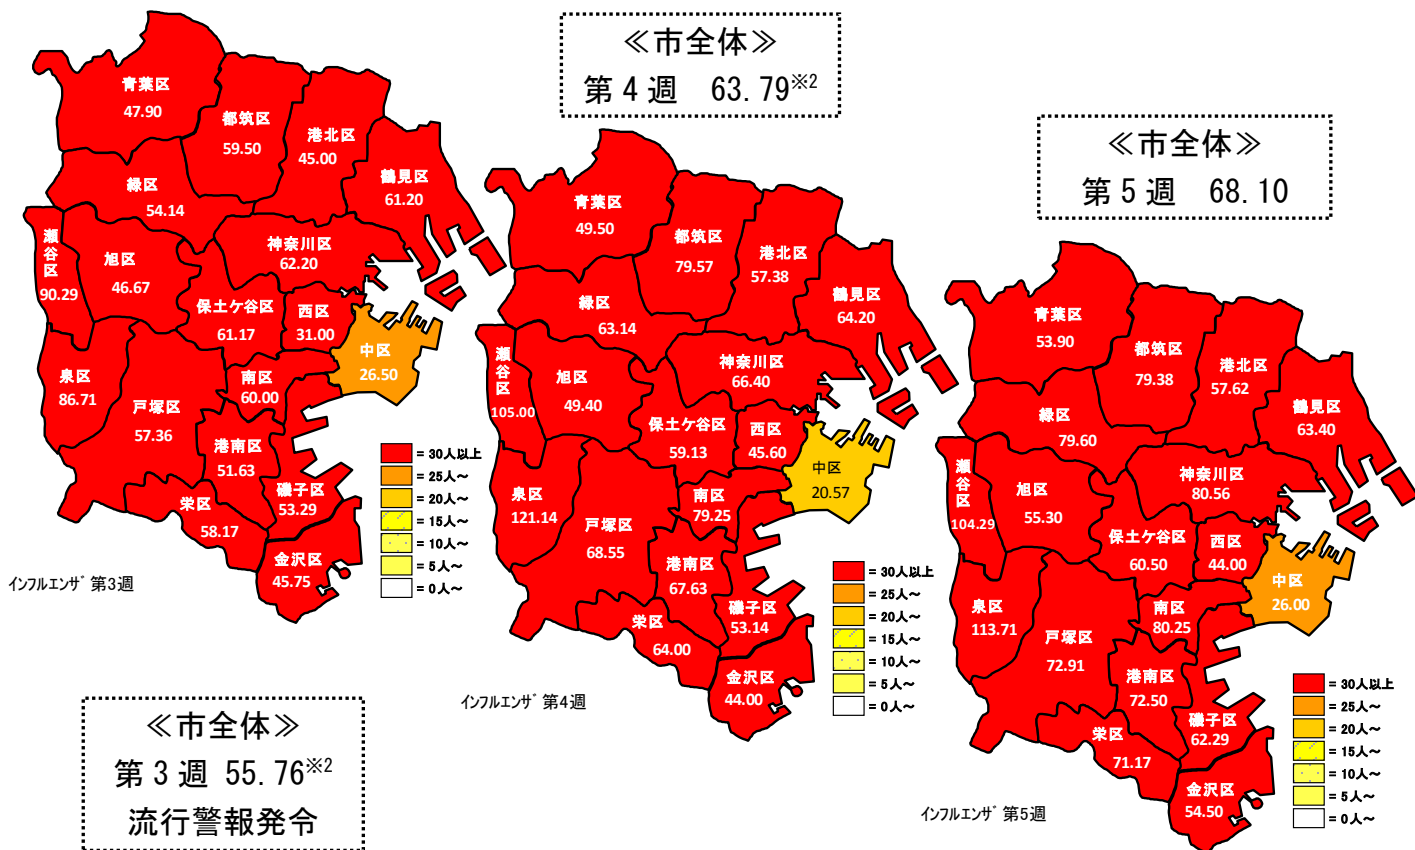 ≪市全体≫
第3週 55.76※2
流行警報発令
青葉区
47.90
都筑区
59.50
港北区
45.00
鶴見区
61.20
緑区
54.14
神奈川区
62.20
瀬谷区
90.29
旭区
46.67
保土ケ谷区
61.17
西区
31.00
中区
26.50
泉区
86.71
戸塚区
57.36
南区
60.00
港南区
51.63
磯子区
53.29
栄区
58.17
金沢区
45.75
= 30人以上
= 25人～
= 20人～
= 15人～
= 10人～
= 5人～
= 0人～
インフルエンザ 第3週
≪市全体≫
第4週 63.79※2
青葉区
49.50
都筑区
79.57
港北区
57.38
鶴見区
64.20
緑区
63.14
神奈川区
66.40
瀬谷区
105.00
旭区
49.40
保土ケ谷区
59.13
西区
45.60
中区
20.57
泉区
121.14
戸塚区
68.55
南区
79.25
港南区
67.63
磯子区
53.14
栄区
64.00
金沢区
44.00
= 30人以上
= 25人～
= 20人～
= 15人～
= 10人～
= 5人～
= 0人～
インフルエンザ 第4週
≪市全体≫
第5週 68.10
青葉区
53.90
都筑区
79.38
港北区
57.62
鶴見区
63.40
緑区
79.60
神奈川区
80.56
瀬谷区
104.29
旭区
55.30
保土ケ谷区
60.50
西区
44.00
中区
26.00
泉区
113.71
戸塚区
72.91
南区
80.25
港南区
72.50
磯子区
62.29
栄区
71.17
金沢区
54.50
= 30人以上
= 25人～
= 20人～
= 15人～
= 10人～
= 5人～
= 0人～
インフルエンザ 第5週